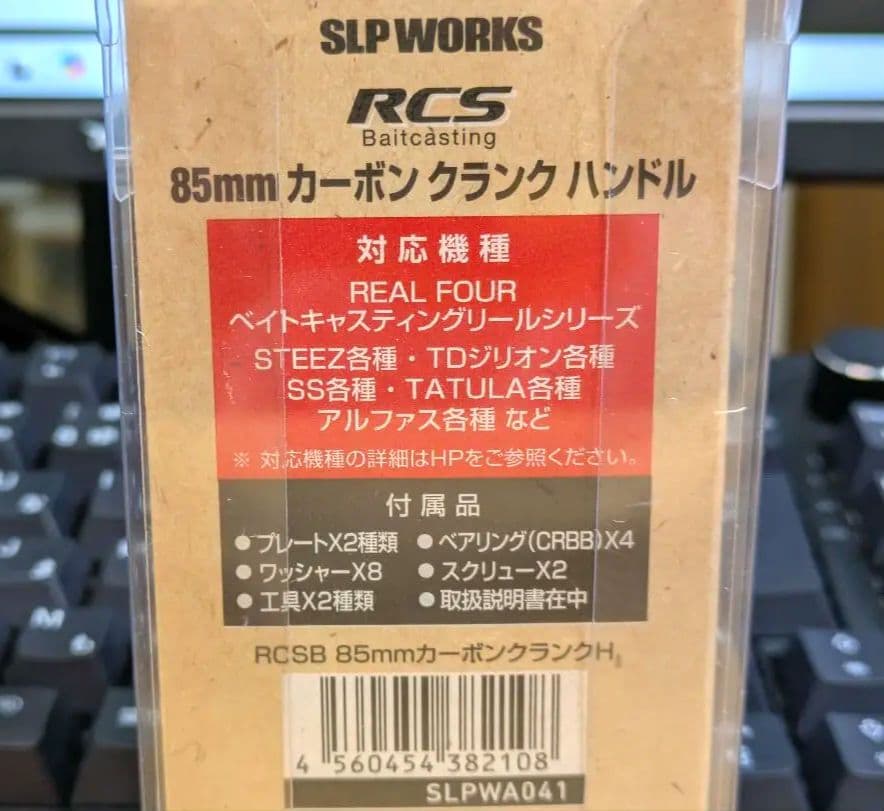 SLP WORKS
RCS
Baitcasting
85mm カーボン クランク ハンドル
対応機種
REAL FOUR
ベイトキャスティングリールシリーズ
STEEZ各種・TDジリオン各種
SS各種・TATULA各種
アルファス各種 など
※ 対応機種の詳細はHPをご参照ください。
付属品
●プレートX2種類 ●ベアリング(CRBB)X4
●ワッシャーX8 ●スクリューX2
●工具X2種類 ●取扱説明書在中
RCSB 85mmカーボンクランクH
4 560454 382108
SLPWA041
M